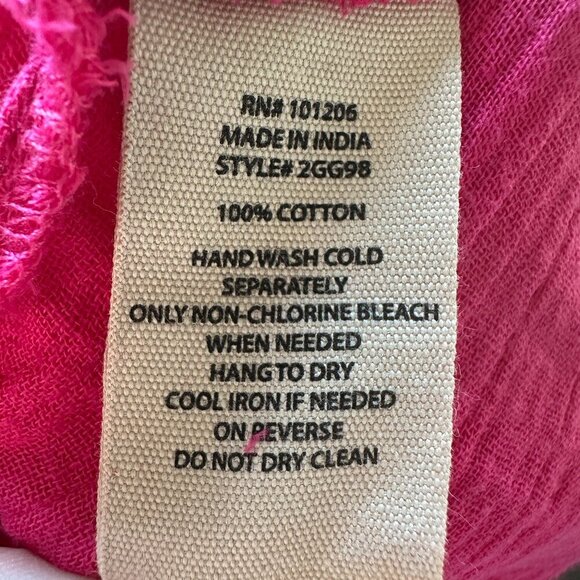 RN# 101206
MADE IN INDIA
STYLE# 2GG98
100% COTTON
HAND WASH COLD
SEPARATELY
ONLY NON-CHLORINE BLEACH
WHEN NEEDED
HANG TO DRY
COOL IRON IF NEEDED
ON REVERSE
DO NOT DRY CLEAN